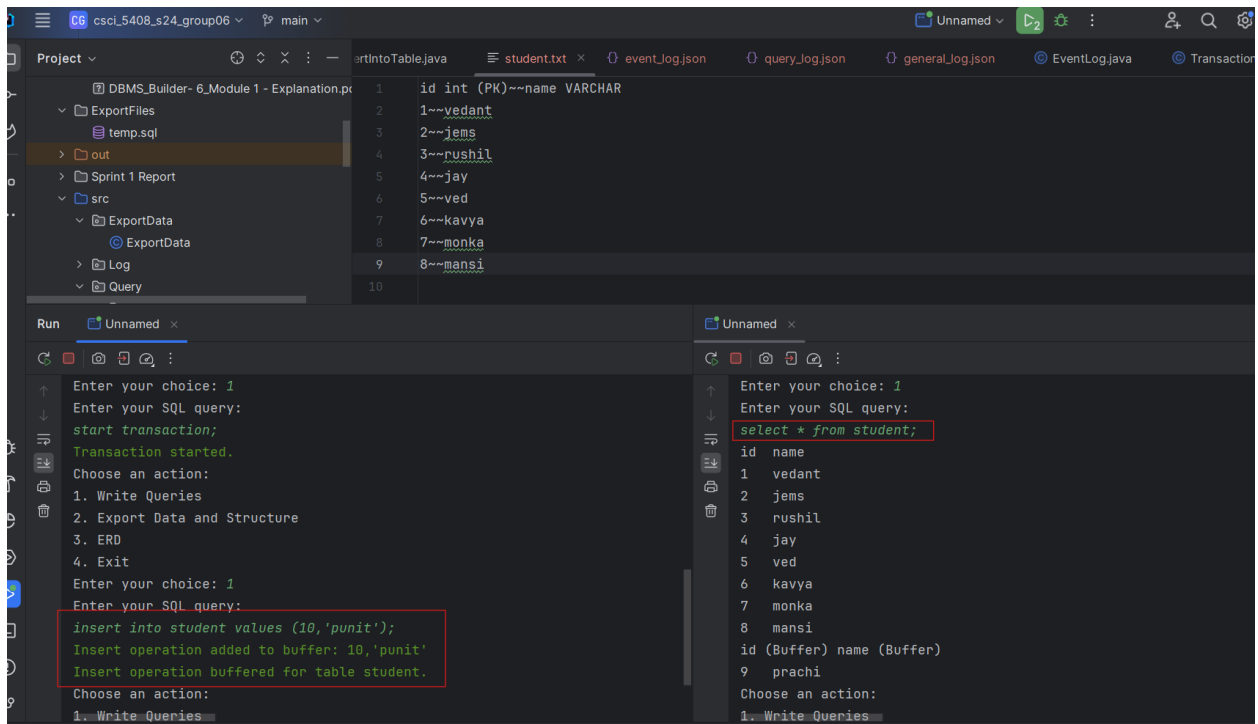 CG csci_5408_s24_group06 main Unnamed
Project
DBMS_Builder- 6_Module 1 - Explanation.pc
ExportFiles
temp.sql
out
Sprint 1 Report
src
ExportData
ExportData
Log
Query
ertIntoTable.java student.txt event_log.json query_log.json general_log.json EventLog.java Transaction
1 id int (PK)~~name VARCHAR
2 1~~vedant
3 2~~jems
4 3~~rushil
5 4~~jay
6 5~~ved
7 6~~kavya
8 7~~monka
9 8~~mansi
10
Run Unnamed
Enter your choice: 1
Enter your SQL query:
start transaction;
Transaction started.
Choose an action:
1. Write Queries
2. Export Data and Structure
3. ERD
4. Exit
Enter your choice: 1
Enter your SQL query:
insert into student values (10,'punit');
Insert operation added to buffer: 10,'punit'
Insert operation buffered for table student.
Choose an action:
1. Write Queries
Unnamed
Enter your choice: 1
Enter your SQL query:
select * from student;
id name
1 vedant
2 jems
3 rushil
4 jay
5 ved
6 kavya
7 monka
8 mansi
id (Buffer) name (Buffer)
9 prachi
Choose an action:
1. Write Queries